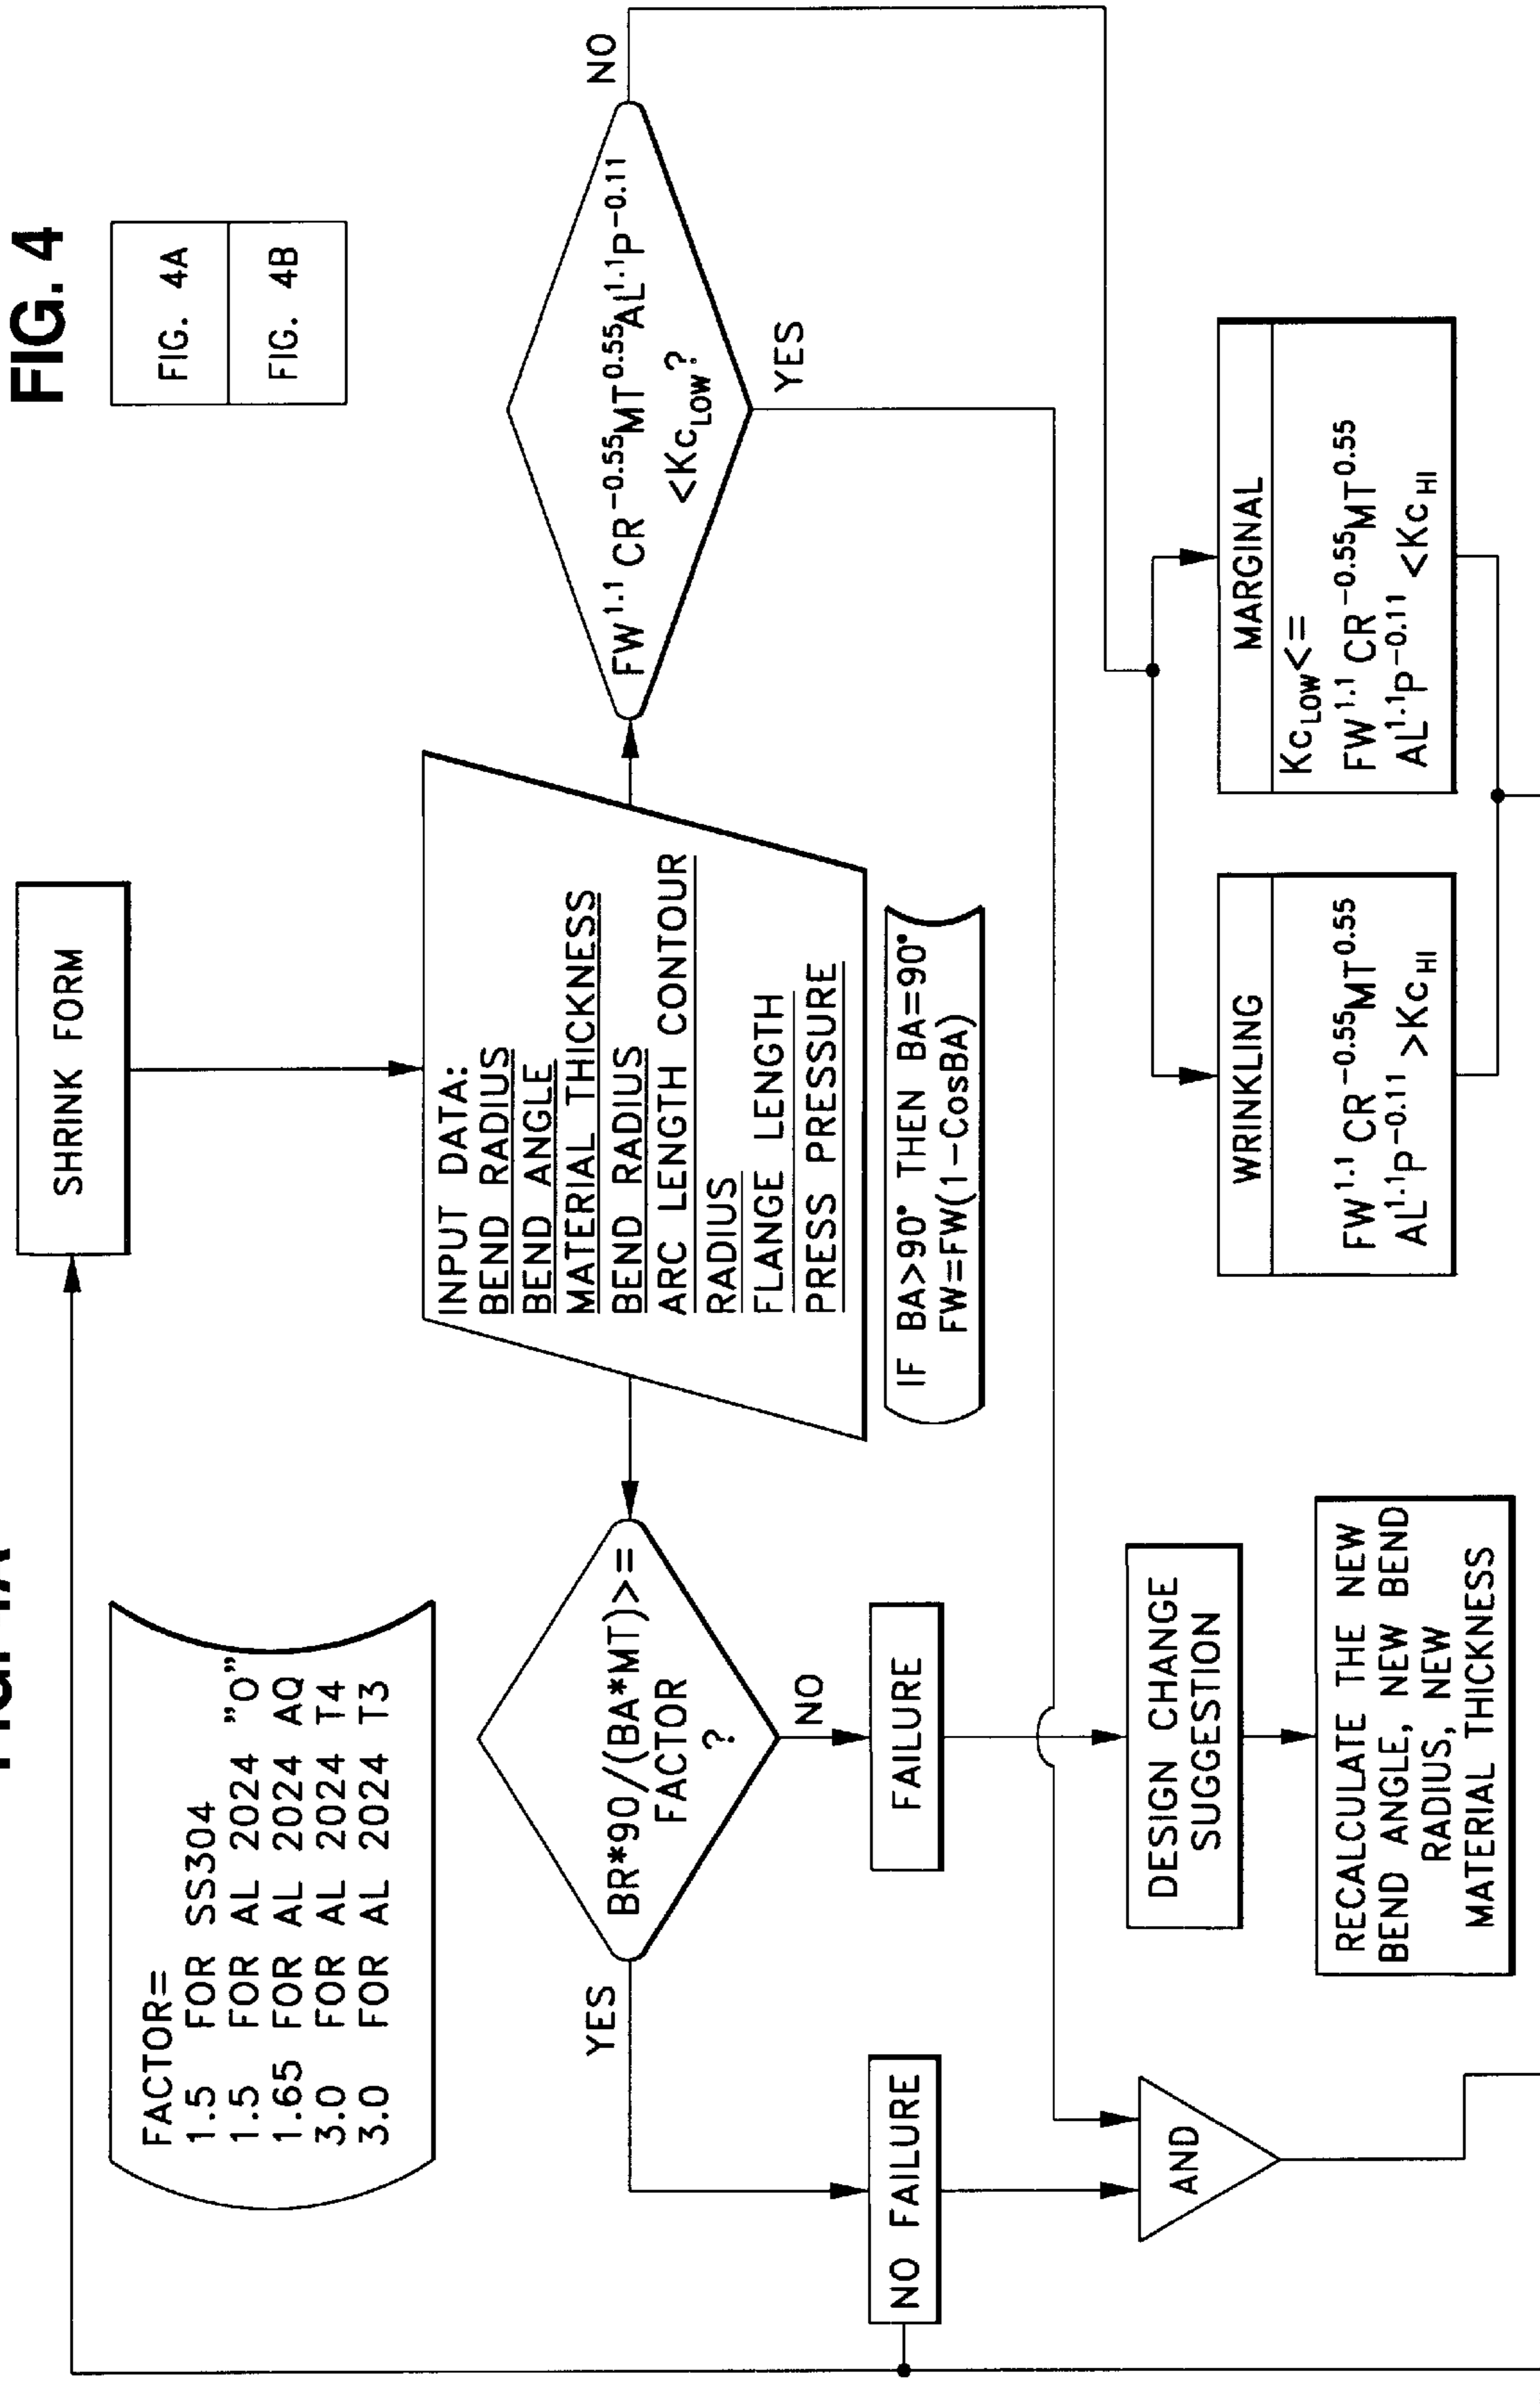 FIG. 4
FIG. 4A
FIG. 4B
SHRINK FORM
FACTOR=
1.5 FOR SS304
1.5 FOR AL 2024 "O"
1.65 FOR AL 2024 AQ
3.0 FOR AL 2024 T4
3.0 FOR AL 2024 T3
INPUT DATA:
BEND RADIUS
BEND ANGLE
MATERIAL THICKNESS
BEND RADIUS
ARC LENGTH CONTOUR
RADIUS
FLANGE LENGTH
PRESS PRESSURE
IF BA>90° THEN BA=90°
FW=FW(1-CosBA)
BR*90/(BA*MT)>=
FACTOR
?
YES
NO
FW^1.1 CR^-0.55 MT^0.55 AL^1.1 P^-0.11
<Kc_LOW?
NO
YES
NO FAILURE
FAILURE
AND
DESIGN CHANGE
SUGGESTION
RECALCULATE THE NEW
BEND ANGLE, NEW BEND
RADIUS, NEW
MATERIAL THICKNESS
WRINKLING
FW^1.1 CR^-0.55 MT^0.55
AL^1.1 P^-0.11 >Kc_HI
MARGINAL
Kc_LOW<=
FW^1.1 CR^-0.55 MT^0.55
AL^1.1 P^-0.11 <Kc_HI